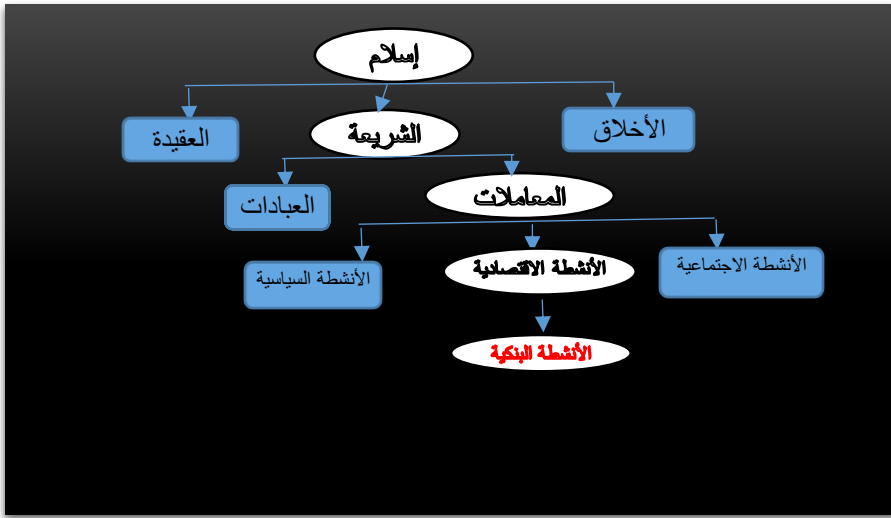 إسلام
الأخلاق
الشريعة
العقيدة
المعاملات
العبادات
الأنشطة الاجتماعية
الأنشطة الاقتصادية
الأنشطة السياسية
الأنشطة البنكية